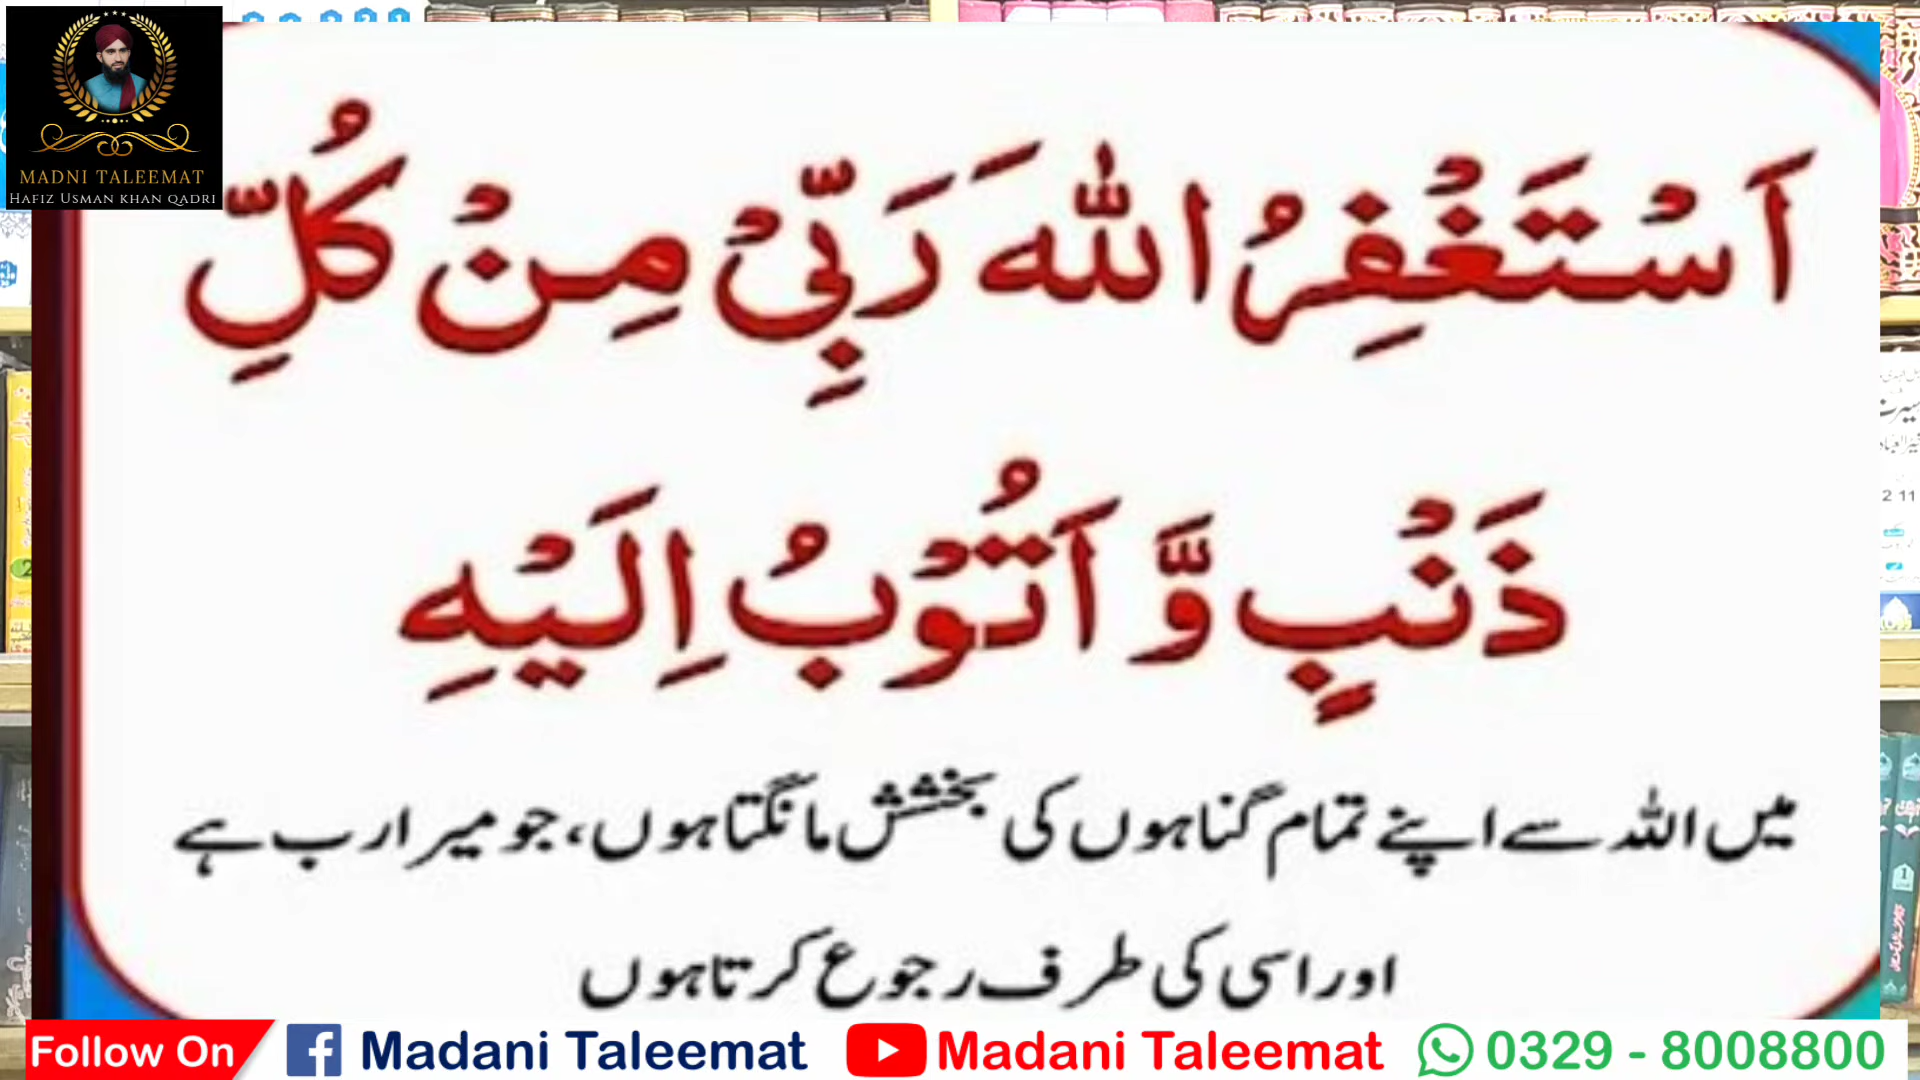 MADNI TALEEMAT
HAFIZ USMAN KHAN QADRI
اَسْتَغْفِرُ اللهَ رَبِّیْ مِنْ کُلِّ
ذَنْبٍ وَّ اَتُوْبُ اِلَیْهِ
میں اللہ سے اپنے تمام گناہوں کی بخشش مانگتا ہوں، جو میرا رب ہے
اور اسی کی طرف رجوع کرتا ہوں
Follow On Madani Taleemat Madani Taleemat 0329 - 8008800